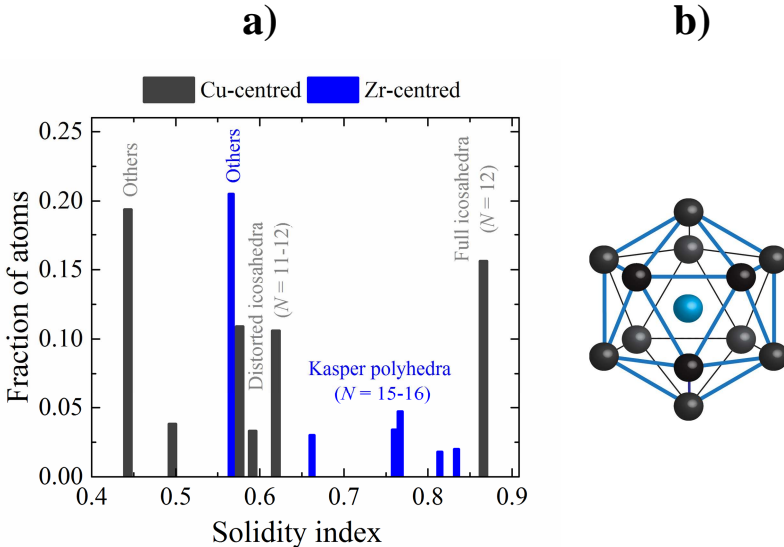 a)
b)
Cu-centred
Zr-centred
Fraction of atoms
0.25
0.20
0.15
0.10
0.05
0.00
Others
Others
Distorted icosahedra
(N = 11-12)
Kasper polyhedra
(N = 15-16)
Full icosahedra
(N = 12)
0.4
0.5
0.6
0.7
0.8
0.9
Solidity index